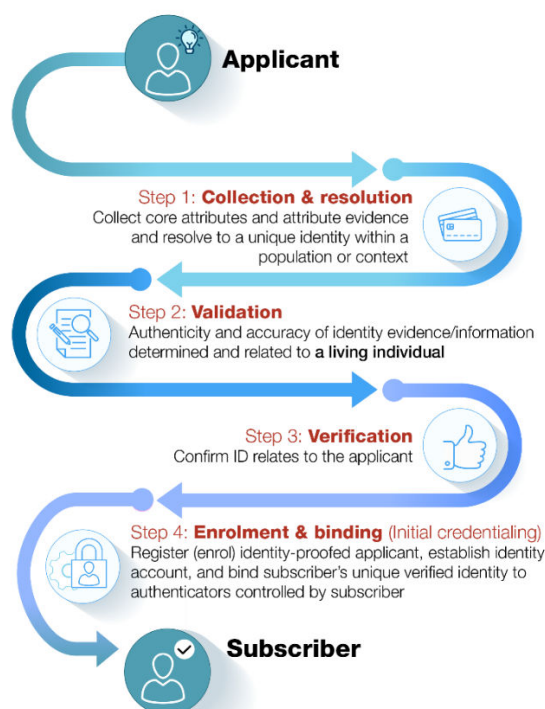 Applicant
Step 1: Collection & resolution
Collect core attributes and attribute evidence
and resolve to a unique identity within a
population or context
Step 2: Validation
Authenticity and accuracy of identity evidence/information
determined and related to a living individual
Step 3: Verification
Confirm ID relates to the applicant
Step 4: Enrolment & binding (Initial credentialing)
Register (enrol) identity-proofed applicant, establish identity
account, and bind subscriber's unique verified identity to
authenticators controlled by subscriber
Subscriber